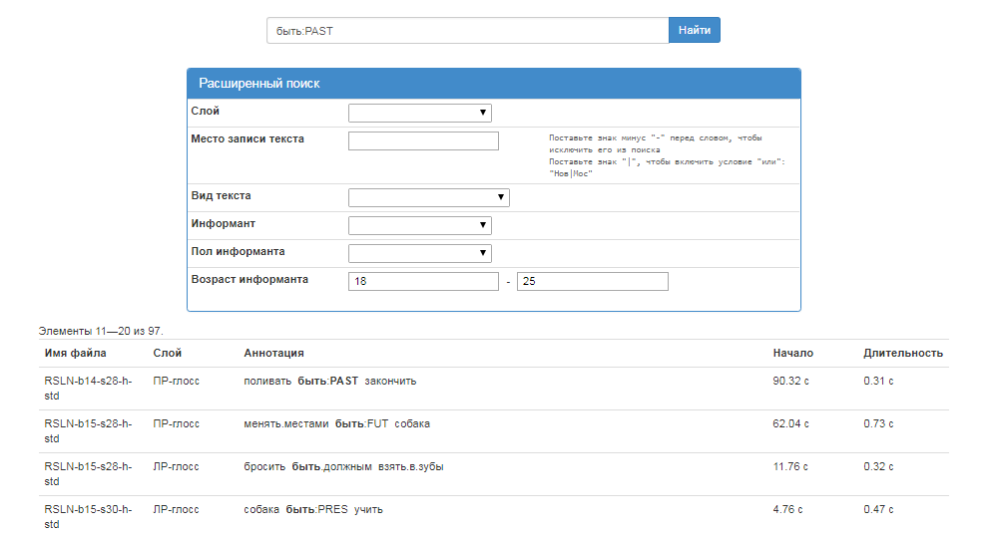 быть:PAST Найти
Расширенный поиск
Слой
Место записи текста
Поставьте знак минус "-" перед словом, чтобы
исключить его из поиска
Поставьте знак "|", чтобы включить условие "или":
"Нов|Мос"
Вид текста
Информант
Пол информанта
Возраст информанта 18 - 25
Элементы 11—20 из 97.
Имя файла Слой Аннотация Начало Длительность
RSLN-b14-s28-h- ПР-глосс поливать быть:PAST закончить 90.32 с 0.31 с
std
RSLN-b15-s28-h- ПР-глосс менять.местами быть:FUT собака 62.04 с 0.73 с
std
RSLN-b15-s28-h- ЛР-глосс бросить быть.должным взять.в.зубы 11.76 с 0.32 с
std
RSLN-b15-s30-h- ЛР-глосс собака быть:PRES учить 4.76 с 0.47 с
std